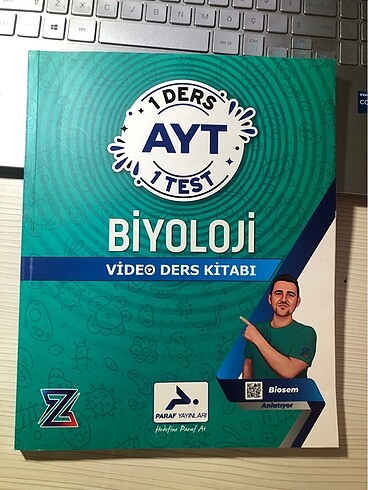 1 DERS
AYT
1 TEST
BİYOLOJİ
VİDEO DERS KİTABI
Biosem
Anlatıyor
Z
PARAF YAYINLARI
Hedefine Paraf At